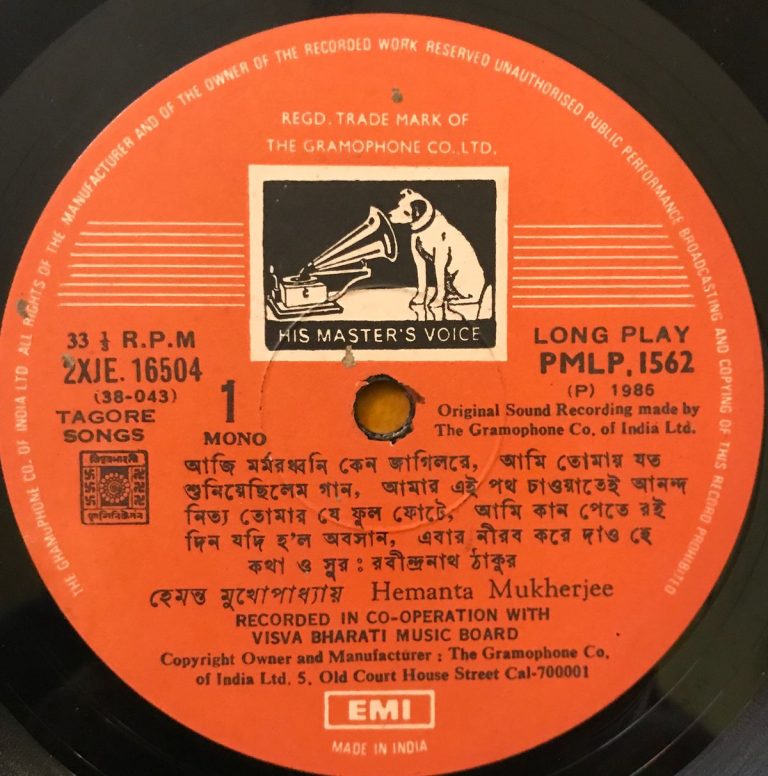 THE GRAMOPHONE CO. OF INDIA LTD. ALL RIGHTS OF THE MANUFACTURER AND OF THE OWNER OF THE RECORDED WORK RESERVED UNAUTHORISED PUBLIC PERFORMANCE BROADCASTING AND COPYING OF THIS RECORD PROHIBITED
REGD. TRADE MARK OF
THE GRAMOPHONE CO. LTD.
HIS MASTER'S VOICE
33 ⅓ R.P.M
2XJE. 16504
(38-043)
TAGORE
SONGS
1
MONO
LONG PLAY
PMLP. 1562
(P) 1986
Original Sound Recording made by
The Gramophone Co. of India Ltd.
আজি মর্মরধ্বনি কেন জাগিলরে, আমি তোমায় যত
শুনিয়েছিলেম গান, আমার এই পথ চাওয়াতেই আনন্দ
নিত্য তোমার যে ফুল ফোটে, আমি কান পেতে রই
দিন যদি হ'ল অবসান, এবার নীরব করে দাও হে
কথা ও সুর: রবীন্দ্রনাথ ঠাকুর
হেমন্ত মুখোপাধ্যায় Hemanta Mukherjee
RECORDED IN CO-OPERATION WITH
VISVA BHARATI MUSIC BOARD
Copyright Owner and Manufacturer : The Gramophone Co.
of India Ltd. 5, Old Court House Street Cal-700001
EMI
MADE IN INDIA